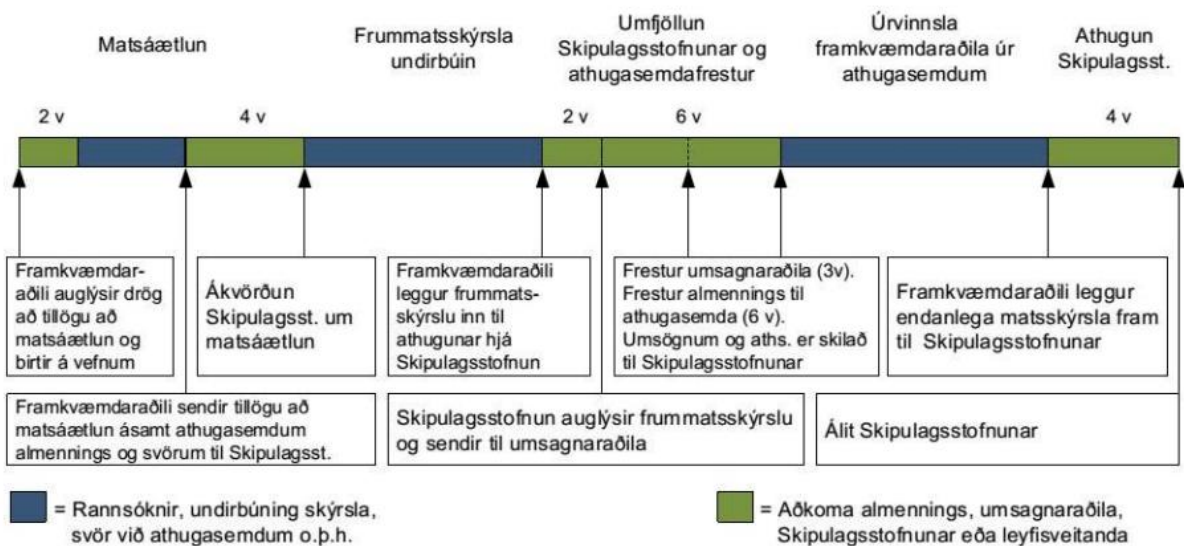 Matsáætlun
Frummatsskýrsla
undirbúin
Umfjöllun
Skipulagsstofnunar og
athugasemdafrestur
Úrvinnsla
framkvæmdaraðila úr
athugasemdum
Athugun
Skipulagsst.
2 v
4 v
2 v
6 v
4 v
Framkvæmdar-
aðili auglýsir drög
að tillögu að
matsáætlun og
birtir á vefnum
Ákvörðun
Skipulagsst. um
matsáætlun
Framkvæmdaraðili
leggur frummats-
skýrslu inn til
athugunar hjá
Skipulagsstofnun
Frestur umsagnaraðila (3v).
Frestur almennings til
athugasemda (6 v).
Umsögnum og aths. er skilað
til Skipulagsstofnunar
Framkvæmdaraðili leggur
endanlega matsskýrsla fram
til Skipulagsstofnunar
Framkvæmdaraðili sendir tillögu að
matsáætlun ásamt athugasemdum
almennings og svörum til Skipulagsst.
Skipulagsstofnun auglýsir frummatsskýrslu
og sendir til umsagnaraðila
Álit Skipulagsstofnunar
= Rannsóknir, undirbúning skýrsla,
svör við athugasemdum o.þ.h.
= Aðkoma almennings, umsagnaraðila,
Skipulagsstofnunar eða leyfisveitanda